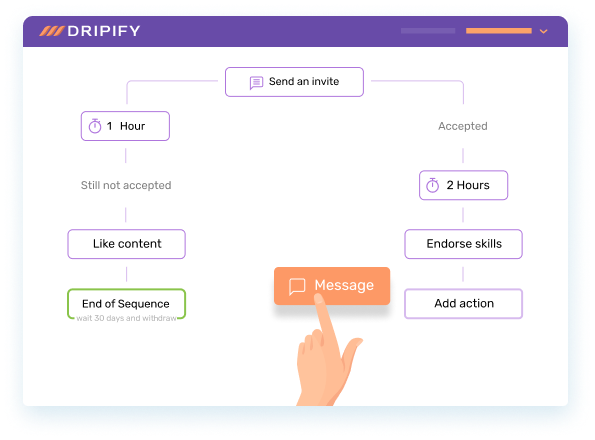 DRIPIFY
Send an invite
1 Hour
Accepted
Still not accepted
2 Hours
Like content
Endorse skills
Message
End of Sequence
wait 30 days and withdraw
Add action